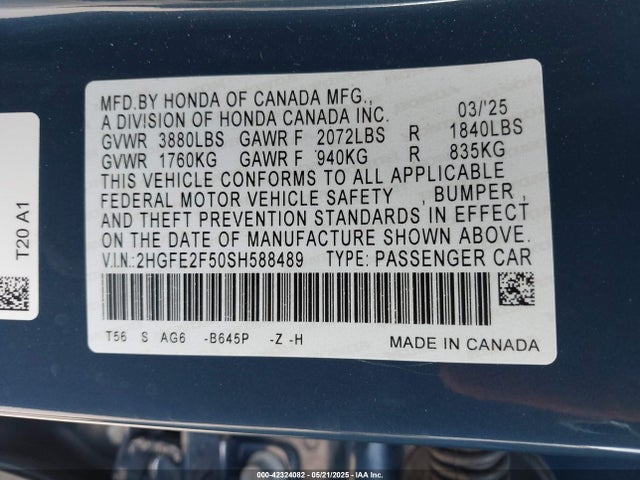 MFD.BY HONDA OF CANADA MFG., 03/'25
A DIVISION OF HONDA CANADA INC.
GVWR 3880LBS GAWR F 2072LBS R 1840LBS
GVWR 1760KG GAWR F 940KG R 835KG
THIS VEHICLE CONFORMS TO ALL APPLICABLE
FEDERAL MOTOR VEHICLE SAFETY , BUMPER ,
AND THEFT PREVENTION STANDARDS IN EFFECT
ON THE DATE OF MANUFACTURE SHOWN ABOVE.
V.I.N.:2HGFE2F50SH588489 TYPE: PASSENGER CAR
T56 S AG6 -B645P -Z -H MADE IN CANADA
T20 A1
000-42324082 - 05/21/2025 - IAA Inc.